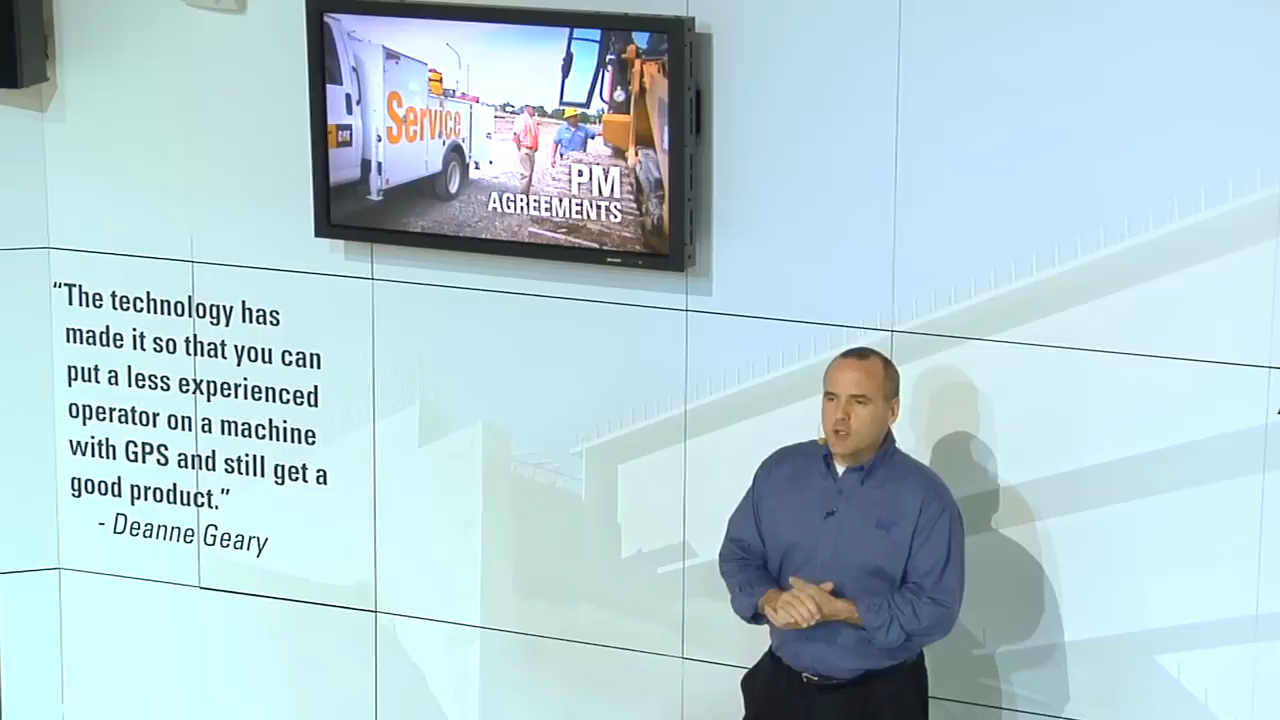 Service
CAT
PM
AGREEMENTS
“The technology has
made it so that you can
put a less experienced
operator on a machine
with GPS and still get a
good product.”
- Deanne Geary